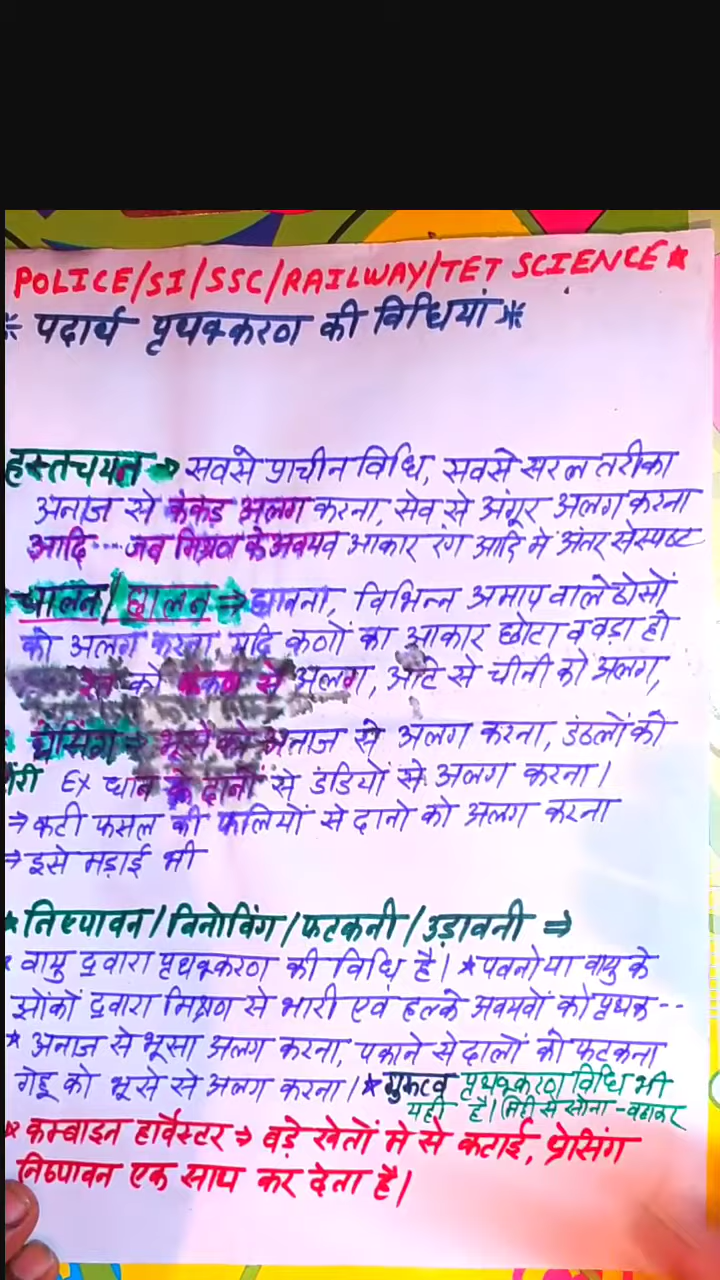 POLICE/SI/SSC/RAILWAY/TET SCIENCE★
* पदार्थ पृथक्करण की विधियां *
हस्तचयन → सबसे प्राचीन विधि, सबसे सरल तरीका
अनाज से कंकड़ अलग करना, सेव से अंगूर अलग करना
आदि --- जब मिश्रण के अवयव आकार रंग आदि मे अंतर से स्पष्ट
चालन/छालन ⇒ छानना, विभिन्न अमाप वाले ठोसों
को अलग करना, यदि कणों का आकार छोटा व बड़ा हो
रेत को कंकण से अलग, आटे से चीनी को अलग,
थ्रेसिंग ⇒ भूसे को अनाज से अलग करना, डंठलों को
EX धान के दानो से डंडियों से अलग करना।
⇒ कटी फसल की फलियों से दानो को अलग करना
⇒ इसे मड़ाई भी
★ निष्पावन/विनोविंग/फटकनी/उड़ावनी ⇒
★ वायु द्वारा पृथक्करण की विधि है। ★ पवनो या वायु के
झोंकों द्वारा मिश्रण से भारी एवं हलके अवयवों को पृथक --
★ अनाज से भूसा अलग करना, पकाने से दालों को फटकना
गेहू को भूसे से अलग करना। ★ गुरूत्व पृथक्करण विधि भी
यही है। मिट्टी से सोना - बहाकर
★ कम्बाइन हार्वेस्टर ⇒ बड़े खेतों मे से कटाई, थ्रेसिंग
निष्पावन एक साथ कर देता है।